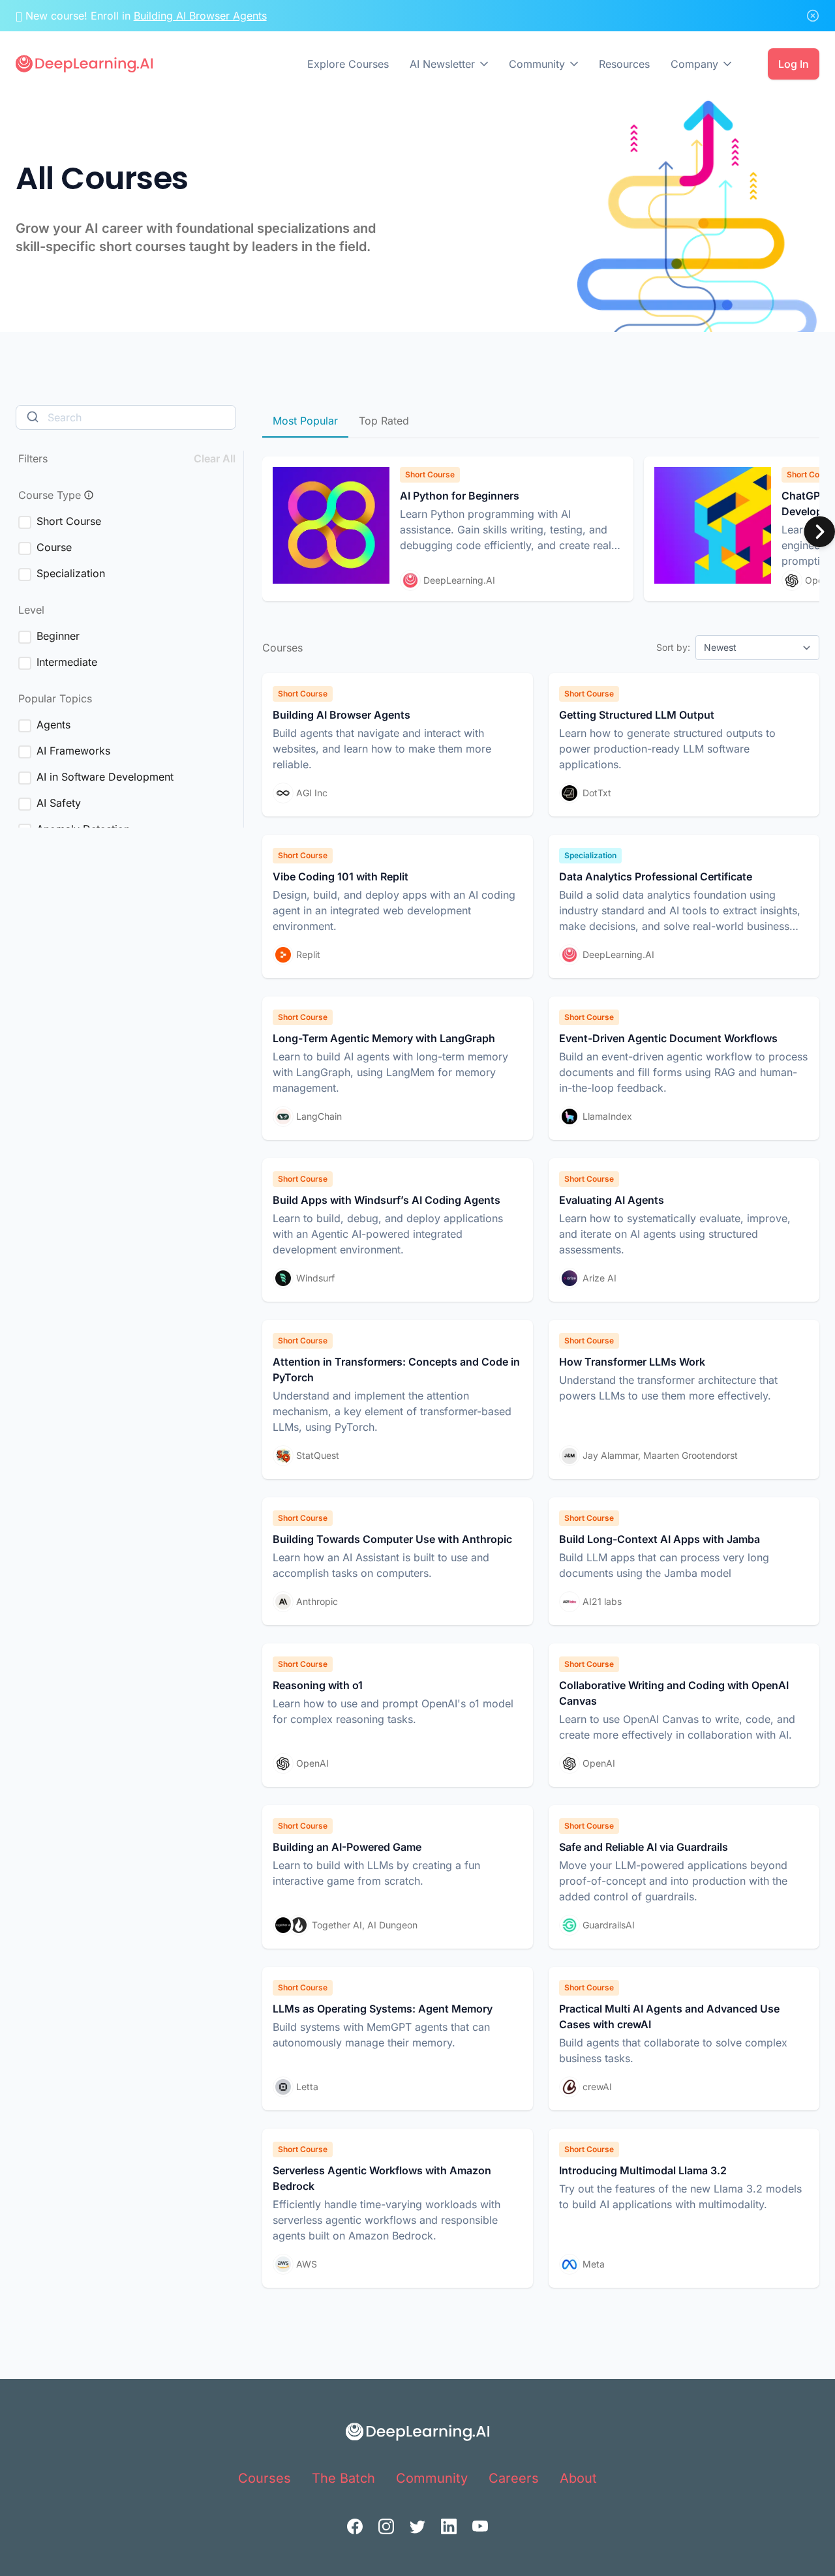 New course! Enroll in Building AI Browser Agents
DeepLearning.AI
Explore Courses
AI Newsletter
Community
Resources
Company
Log In
All Courses
Grow your AI career with foundational specializations and
skill-specific short courses taught by leaders in the field.
Search
Filters
Clear All
Course Type
Short Course
Course
Specialization
Level
Beginner
Intermediate
Popular Topics
Agents
AI Frameworks
AI in Software Development
AI Safety
Most Popular
Top Rated
Short Course
AI Python for Beginners
Learn Python programming with AI
assistance. Gain skills writing, testing, and
debugging code efficiently, and create real...
DeepLearning.AI
Courses
Sort by:
Newest
Short Course
Building AI Browser Agents
Build agents that navigate and interact with
websites, and learn how to make them more
reliable.
AGI Inc
Short Course
Getting Structured LLM Output
Learn how to generate structured outputs to
power production-ready LLM software
applications.
DotTxt
Short Course
Vibe Coding 101 with Replit
Design, build, and deploy apps with an AI coding
agent in an integrated web development
environment.
Replit
Specialization
Data Analytics Professional Certificate
Build a solid data analytics foundation using
industry standard and AI tools to extract insights,
make decisions, and solve real-world business...
DeepLearning.AI
Short Course
Long-Term Agentic Memory with LangGraph
Learn to build AI agents with long-term memory
with LangGraph, using LangMem for memory
management.
LangChain
Short Course
Event-Driven Agentic Document Workflows
Build an event-driven agentic workflow to process
documents and fill forms using RAG and human-
in-the-loop feedback.
LlamaIndex
Short Course
Build Apps with Windsurf’s AI Coding Agents
Learn to build, debug, and deploy applications
with an Agentic AI-powered integrated
development environment.
Windsurf
Short Course
Evaluating AI Agents
Learn how to systematically evaluate, improve,
and iterate on AI agents using structured
assessments.
Arize AI
Short Course
Attention in Transformers: Concepts and Code in
PyTorch
Understand and implement the attention
mechanism, a key element of transformer-based
LLMs, using PyTorch.
StatQuest
Short Course
How Transformer LLMs Work
Understand the transformer architecture that
powers LLMs to use them more effectively.
Jay Alammar, Maarten Grootendorst
Short Course
Building Towards Computer Use with Anthropic
Learn how an AI Assistant is built to use and
accomplish tasks on computers.
Anthropic
Short Course
Build Long-Context AI Apps with Jamba
Build LLM apps that can process very long
documents using the Jamba model
AI21 labs
Short Course
Reasoning with o1
Learn how to use and prompt OpenAI's o1 model
for complex reasoning tasks.
OpenAI
Short Course
Collaborative Writing and Coding with OpenAI
Canvas
Learn to use OpenAI Canvas to write, code, and
create more effectively in collaboration with AI.
OpenAI
Short Course
Building an AI-Powered Game
Learn to build with LLMs by creating a fun
interactive game from scratch.
Together AI, AI Dungeon
Short Course
Safe and Reliable AI via Guardrails
Move your LLM-powered applications beyond
proof-of-concept and into production with the
added control of guardrails.
GuardrailsAI
Short Course
LLMs as Operating Systems: Agent Memory
Build systems with MemGPT agents that can
autonomously manage their memory.
Letta
Short Course
Practical Multi AI Agents and Advanced Use
Cases with crewAI
Build agents that collaborate to solve complex
business tasks.
crewAI
Short Course
Serverless Agentic Workflows with Amazon
Bedrock
Efficiently handle time-varying workloads with
serverless agentic workflows and responsible
agents built on Amazon Bedrock.
AWS
Short Course
Introducing Multimodal Llama 3.2
Try out the features of the new Llama 3.2 models
to build AI applications with multimodality.
Meta
DeepLearning.AI
Courses
The Batch
Community
Careers
About